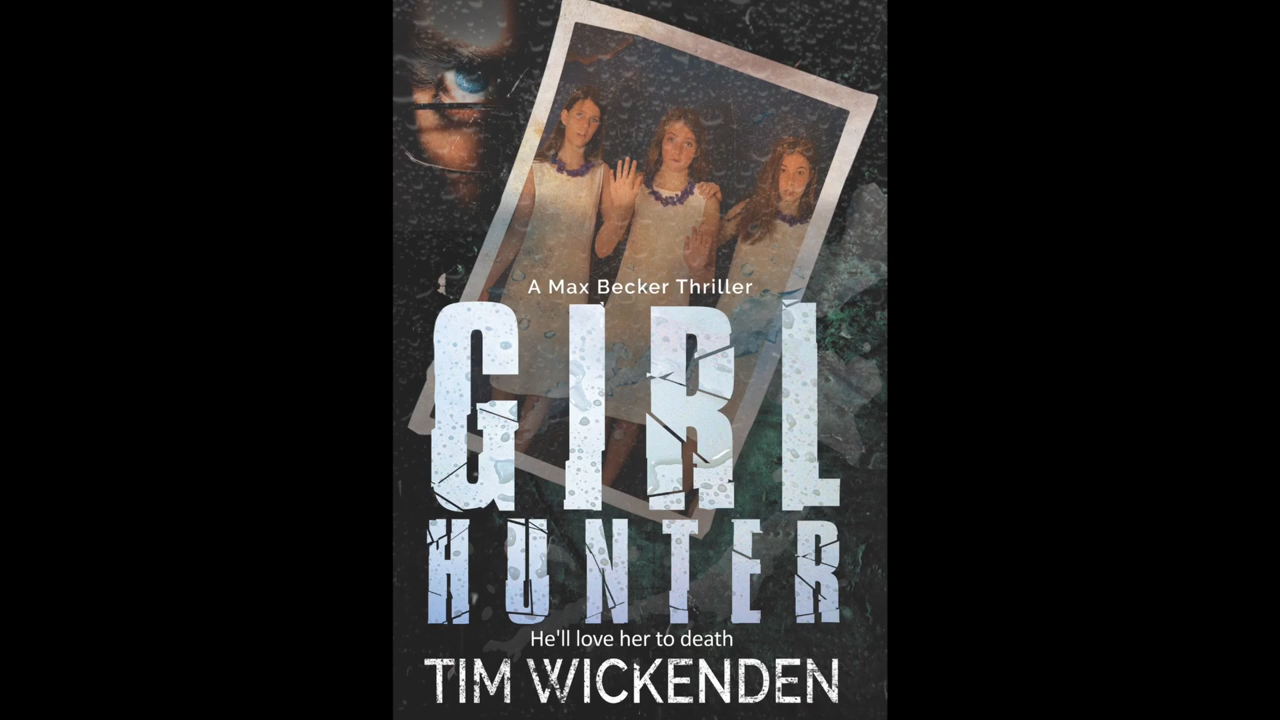 A Max Becker Thriller
GIRL
HUNTER
He'll love her to death
TIM WICKENDEN